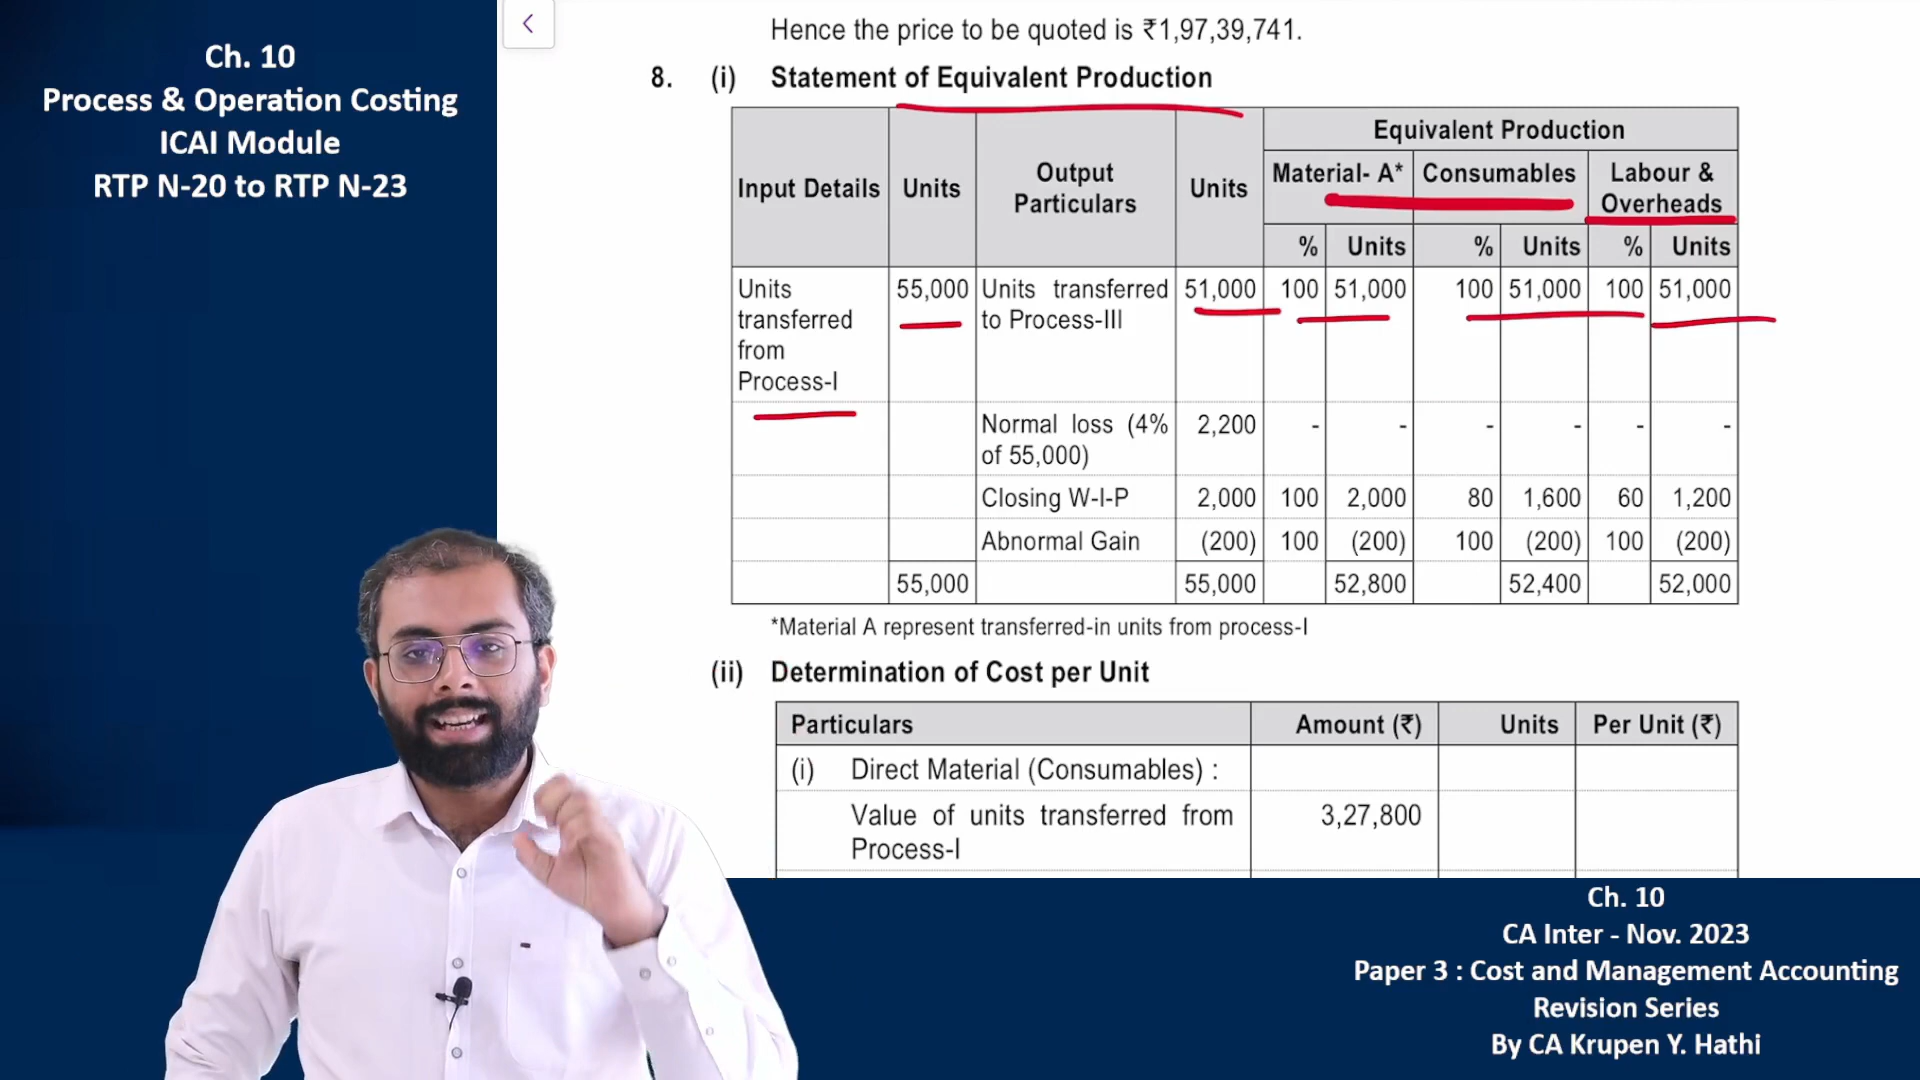 Ch. 10
Process & Operation Costing
ICAI Module
RTP N-20 to RTP N-23
Hence the price to be quoted is ₹1,97,39,741.
8. (i) Statement of Equivalent Production
Input Details Units Output Particulars Units Equivalent Production
Material- A* Consumables Labour & Overheads
% Units % Units % Units
Units transferred from Process-I 55,000 Units transferred to Process-III 51,000 100 51,000 100 51,000 100 51,000
Normal loss (4% of 55,000) 2,200 - - - - - -
Closing W-I-P 2,000 100 2,000 80 1,600 60 1,200
Abnormal Gain (200) 100 (200) 100 (200) 100 (200)
55,000 55,000 52,800 52,400 52,000
*Material A represent transferred-in units from process-I
(ii) Determination of Cost per Unit
Particulars Amount (₹) Units Per Unit (₹)
(i) Direct Material (Consumables) :
Value of units transferred from Process-I 3,27,800
Ch. 10
CA Inter - Nov. 2023
Paper 3 : Cost and Management Accounting
Revision Series
By CA Krupen Y. Hathi